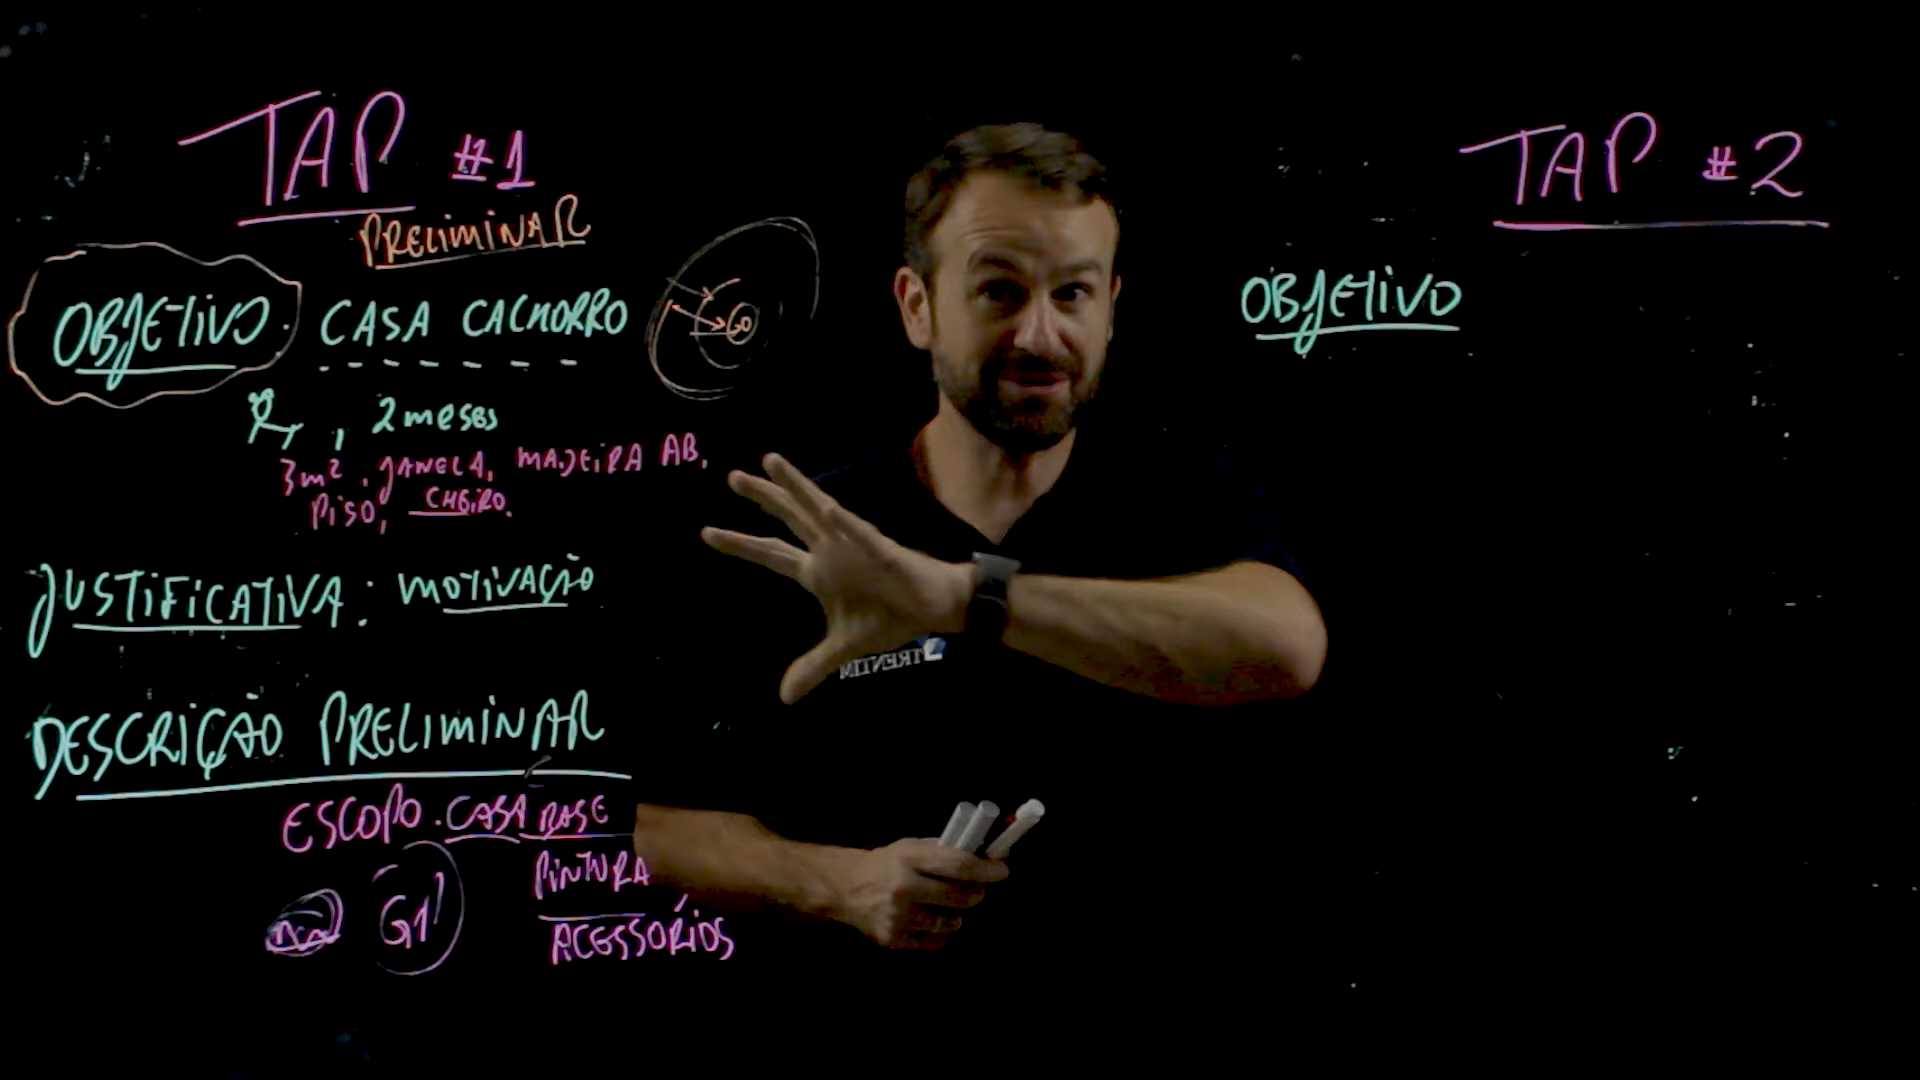 TAP #1
PRELIMINAR
OBJETIVO. CASA CACHORRO
GO
, 2 meses
3m², JANELA, MADEIRA AB,
PISO, CHEIRO.
JUSTIFICATIVA: MOTIVAÇÃO
DESCRIÇÃO PRELIMINAR
ESCOPO. CASA BASE
PINTURA
G1!
ACESSÓRIOS
TRENTIM
TAP #2
OBJETIVO